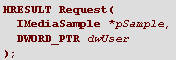 HRESULT Request(
IMediaSample *pSample,
DWORD_PTR dwUser
);